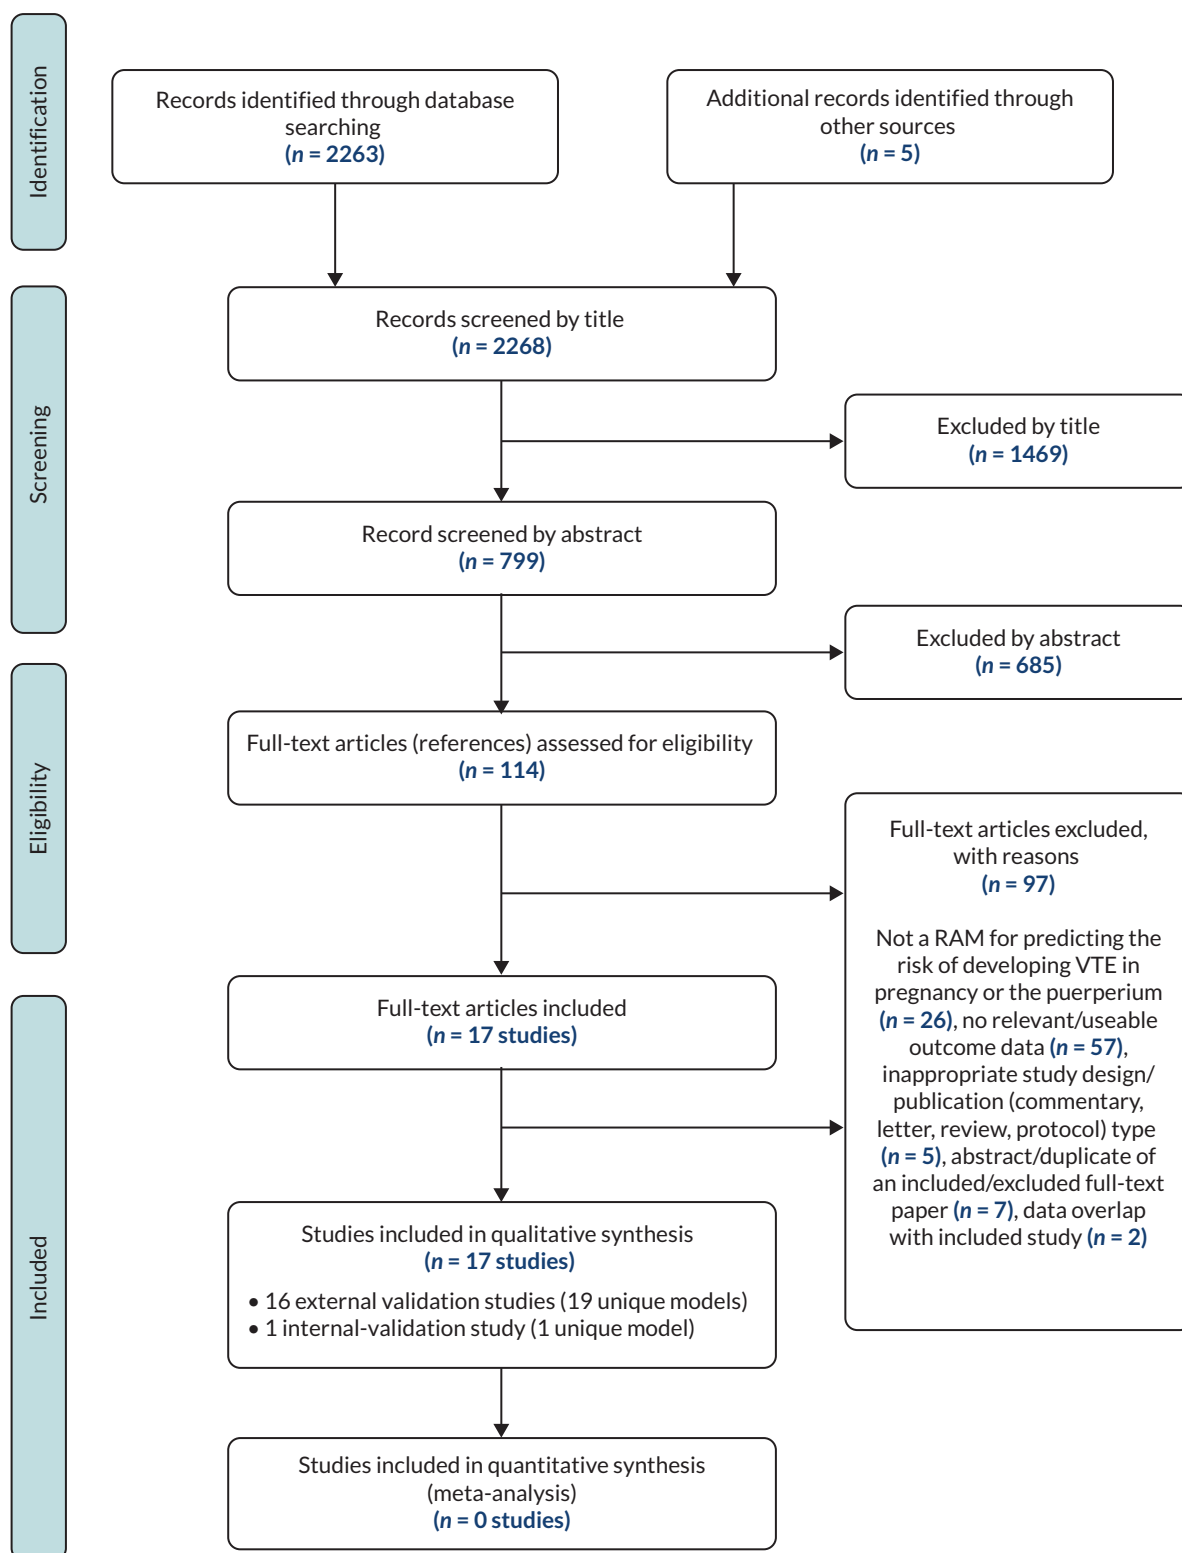 Identification
Records identified through database
searching
(n = 2263)
Additional records identified through
other sources
(n = 5)
Screening
Records screened by title
(n = 2268)
Excluded by title
(n = 1469)
Record screened by abstract
(n = 799)
Excluded by abstract
(n = 685)
Eligibility
Full-text articles (references) assessed for eligibility
(n = 114)
Full-text articles excluded,
with reasons
(n = 97)
Not a RAM for predicting the
risk of developing VTE in
pregnancy or the puerperium
(n = 26), no relevant/useable
outcome data (n = 57),
inappropriate study design/
publication (commentary,
letter, review, protocol) type
(n = 5), abstract/duplicate of
an included/excluded full-text
paper (n = 7), data overlap
with included study (n = 2)
Included
Full-text articles included
(n = 17 studies)
Studies included in qualitative synthesis
(n = 17 studies)
• 16 external validation studies (19 unique models)
• 1 internal-validation study (1 unique model)
Studies included in quantitative synthesis
(meta-analysis)
(n = 0 studies)